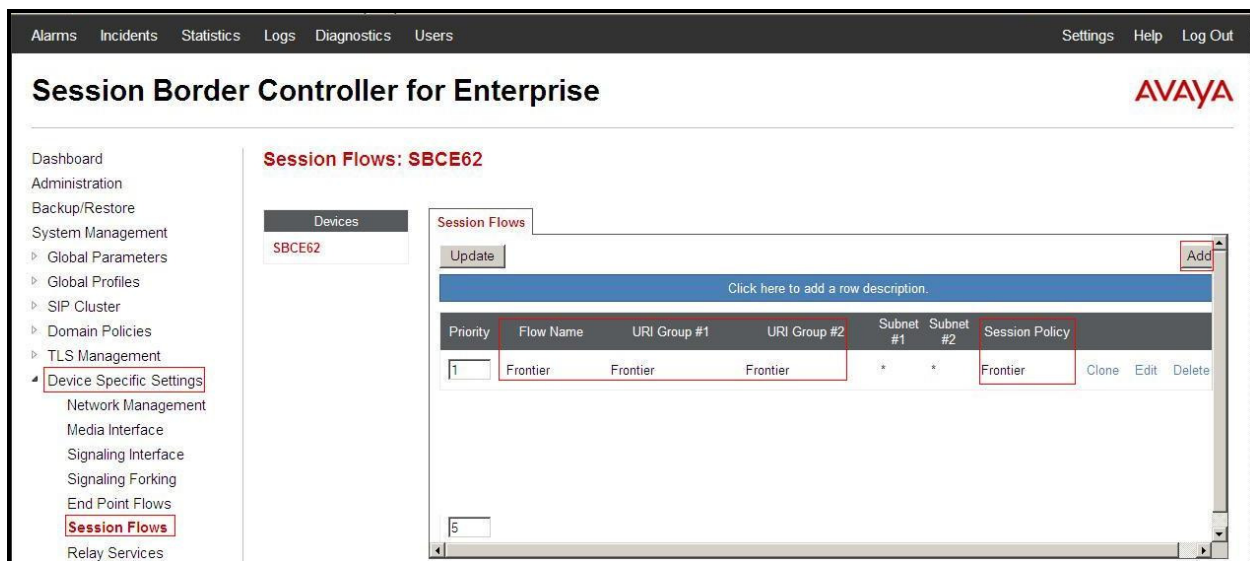 Alarms Incidents Statistics Logs Diagnostics Users Settings Help Log Out
Session Border Controller for Enterprise
AVAYA
Dashboard
Administration
Backup/Restore
System Management
Global Parameters
Global Profiles
SIP Cluster
Domain Policies
TLS Management
Device Specific Settings
Network Management
Media Interface
Signaling Interface
Signaling Forking
End Point Flows
Session Flows
Relay Services
Session Flows: SBCE62
Devices
SBCE62
Session Flows
Update Add
Click here to add a row description.
Priority Flow Name URI Group #1 URI Group #2 Subnet #1 Subnet #2 Session Policy
1 Frontier Frontier Frontier * * Frontier Clone Edit Delete
5